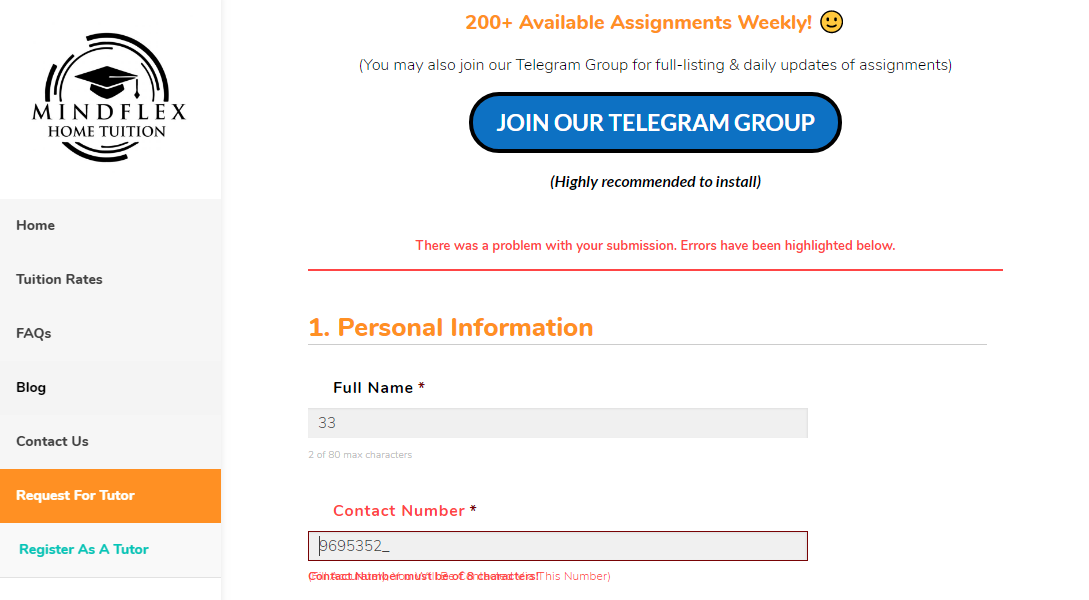 MINDFLEX
HOME TUITION
Home
Tuition Rates
FAQs
Blog
Contact Us
Request For Tutor
Register As A Tutor
200+ Available Assignments Weekly! 🙂
(You may also join our Telegram Group for full-listing & daily updates of assignments)
JOIN OUR TELEGRAM GROUP
(Highly recommended to install)
There was a problem with your submission. Errors have been highlighted below.
1. Personal Information
Full Name *
33
2 of 80 max characters
Contact Number *
9695352_
Contact Number must be of 8 characters!
This Number)